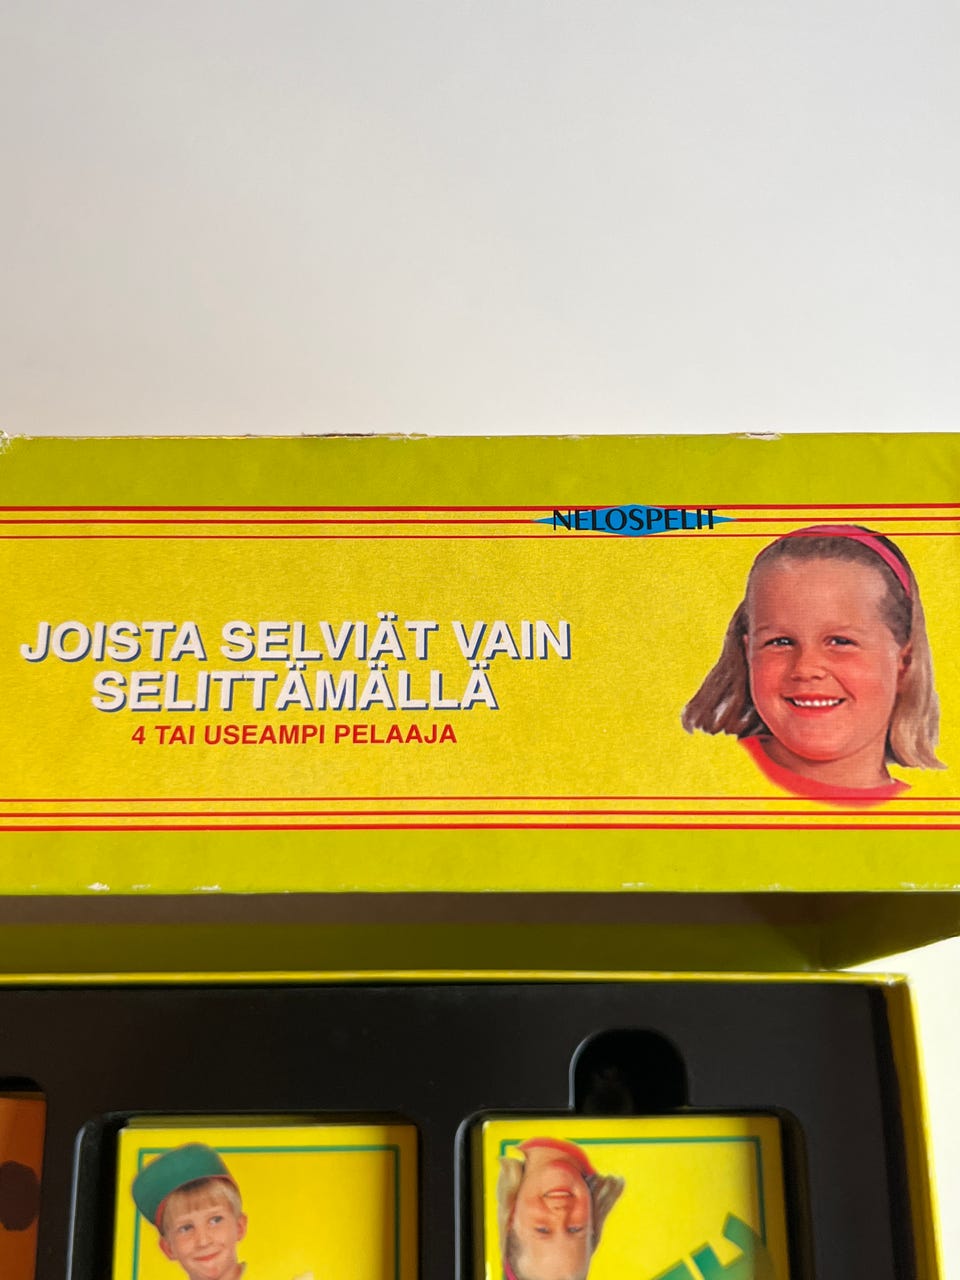 NELOSPELIT
JOISTA SELVIÄT VAIN
SELITTÄMÄLLÄ
4 TAI USEAMPI PELAAJA